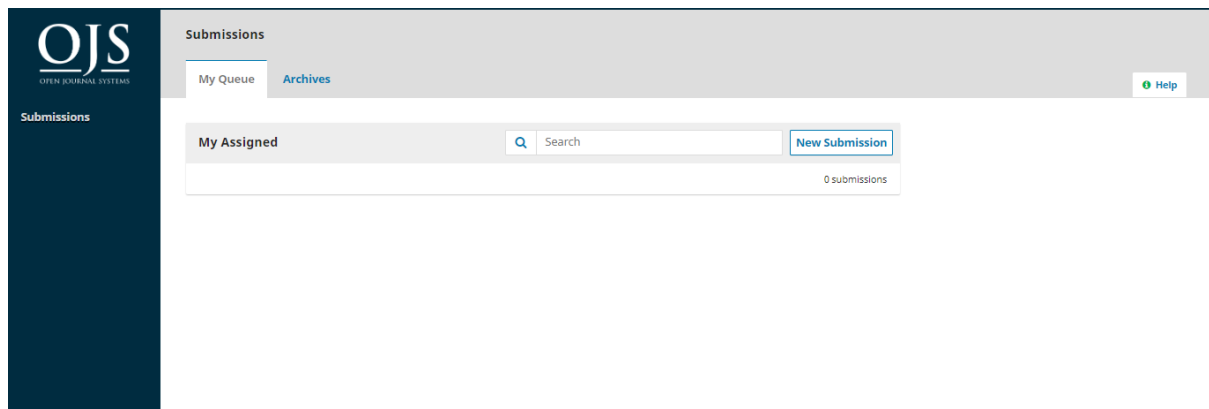 OJS
OPEN JOURNAL SYSTEMS
Submissions
Submissions
My Queue Archives
Help
My Assigned
Search
New Submission
0 submissions